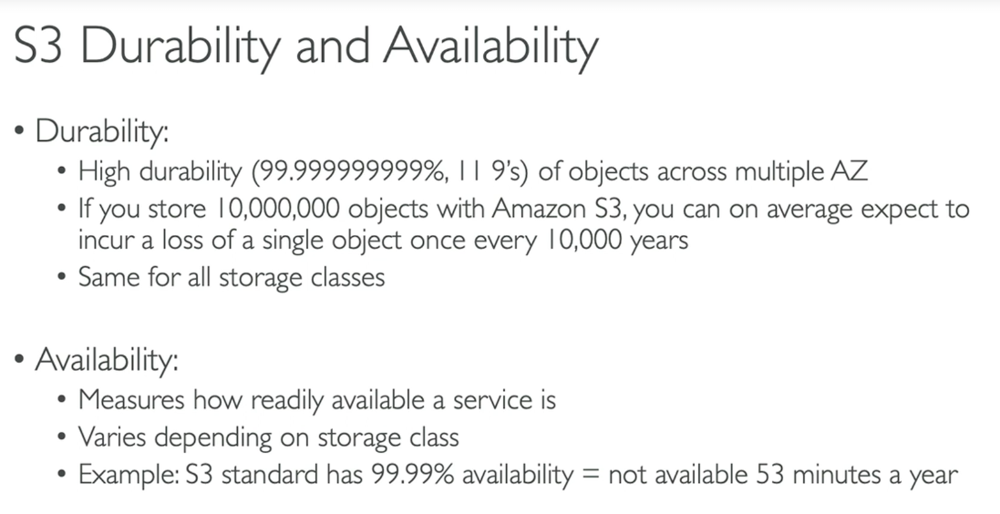 S3 Durability and Availability
• Durability:
• High durability (99.999999999%, 11 9's) of objects across multiple AZ
• If you store 10,000,000 objects with Amazon S3, you can on average expect to
incur a loss of a single object once every 10,000 years
• Same for all storage classes
• Availability:
• Measures how readily available a service is
• Varies depending on storage class
• Example: S3 standard has 99.99% availability = not available 53 minutes a year